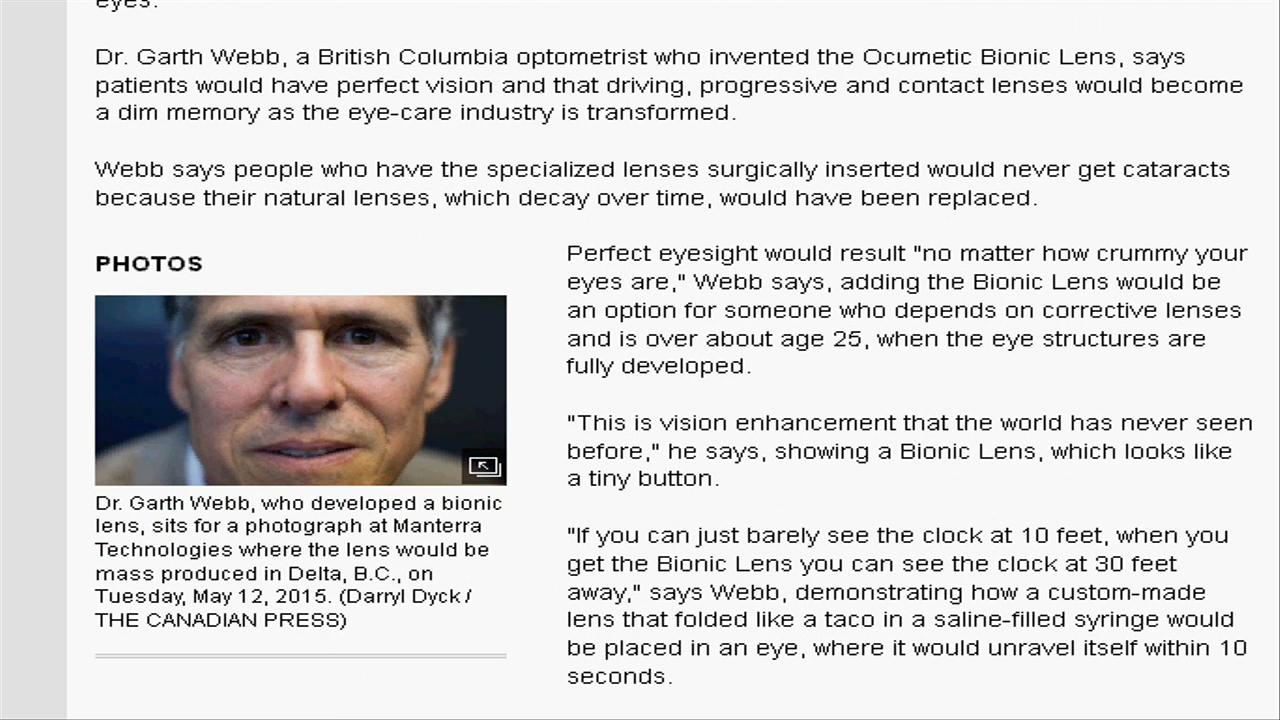 eyes.
Dr. Garth Webb, a British Columbia optometrist who invented the Ocumetic Bionic Lens, says
patients would have perfect vision and that driving, progressive and contact lenses would become
a dim memory as the eye-care industry is transformed.
Webb says people who have the specialized lenses surgically inserted would never get cataracts
because their natural lenses, which decay over time, would have been replaced.
PHOTOS
Dr. Garth Webb, who developed a bionic
lens, sits for a photograph at Manterra
Technologies where the lens would be
mass produced in Delta, B.C., on
Tuesday, May 12, 2015. (Darryl Dyck /
THE CANADIAN PRESS)
Perfect eyesight would result "no matter how crummy your
eyes are," Webb says, adding the Bionic Lens would be
an option for someone who depends on corrective lenses
and is over about age 25, when the eye structures are
fully developed.
"This is vision enhancement that the world has never seen
before," he says, showing a Bionic Lens, which looks like
a tiny button.
"If you can just barely see the clock at 10 feet, when you
get the Bionic Lens you can see the clock at 30 feet
away," says Webb, demonstrating how a custom-made
lens that folded like a taco in a saline-filled syringe would
be placed in an eye, where it would unravel itself within 10
seconds.